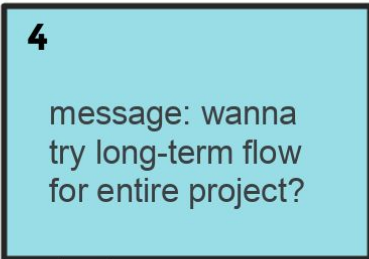 4
message: wanna
try long-term flow
for entire project?